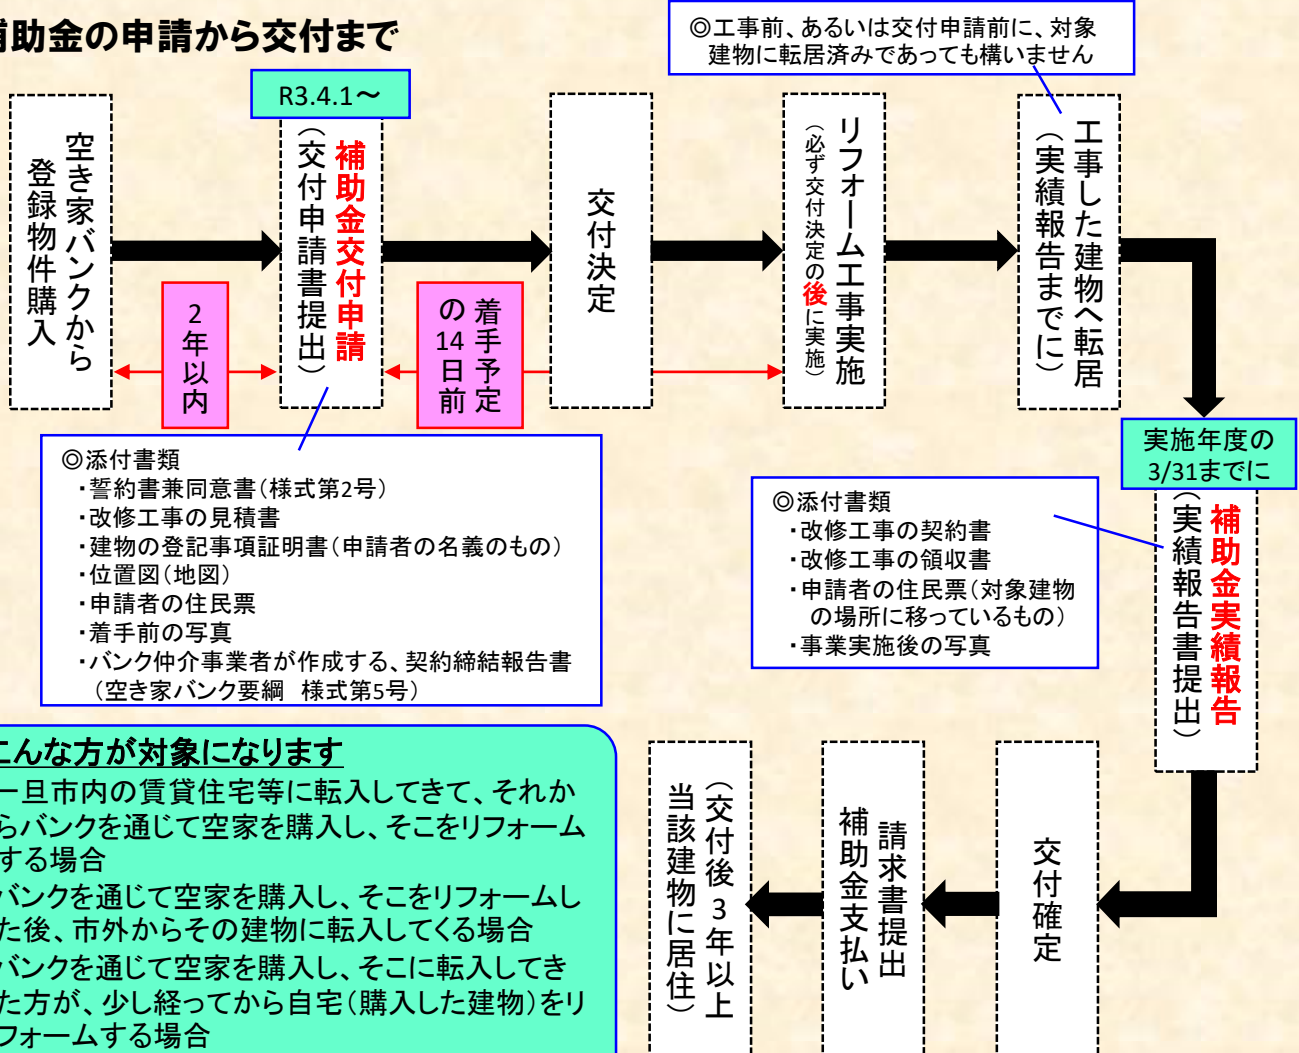 補助金の申請から交付まで
◎工事前、あるいは交付申請前に、対象
建物に転居済みであっても構いません
空き家バンクから
登録物件購入
2年以内
R3.4.1～
補助金交付申請
（交付申請書提出）
着手予定
の14日前
交付決定
リフォーム工事実施
（必ず交付決定の後に実施）
工事した建物へ転居
（実績報告までに）
◎添付書類
・誓約書兼同意書（様式第2号）
・改修工事の見積書
・建物の登記事項証明書（申請者の名義のもの）
・位置図（地図）
・申請者の住民票
・着手前の写真
・バンク仲介事業者が作成する、契約締結報告書
（空き家バンク要綱　様式第5号）
実施年度の
3/31までに
補助金実績報告
（実績報告書提出）
◎添付書類
・改修工事の契約書
・改修工事の領収書
・申請者の住民票（対象建物
の場所に移っているもの）
・事業実施後の写真
交付確定
請求書提出
補助金支払い
（交付後３年以上
当該建物に居住）
こんな方が対象になります
一旦市内の賃貸住宅等に転入してきて、それか
らバンクを通じて空家を購入し、そこをリフォーム
する場合
バンクを通じて空家を購入し、そこをリフォームし
た後、市外からその建物に転入してくる場合
バンクを通じて空家を購入し、そこに転入してき
た方が、少し経ってから自宅（購入した建物）をリ
フォームする場合